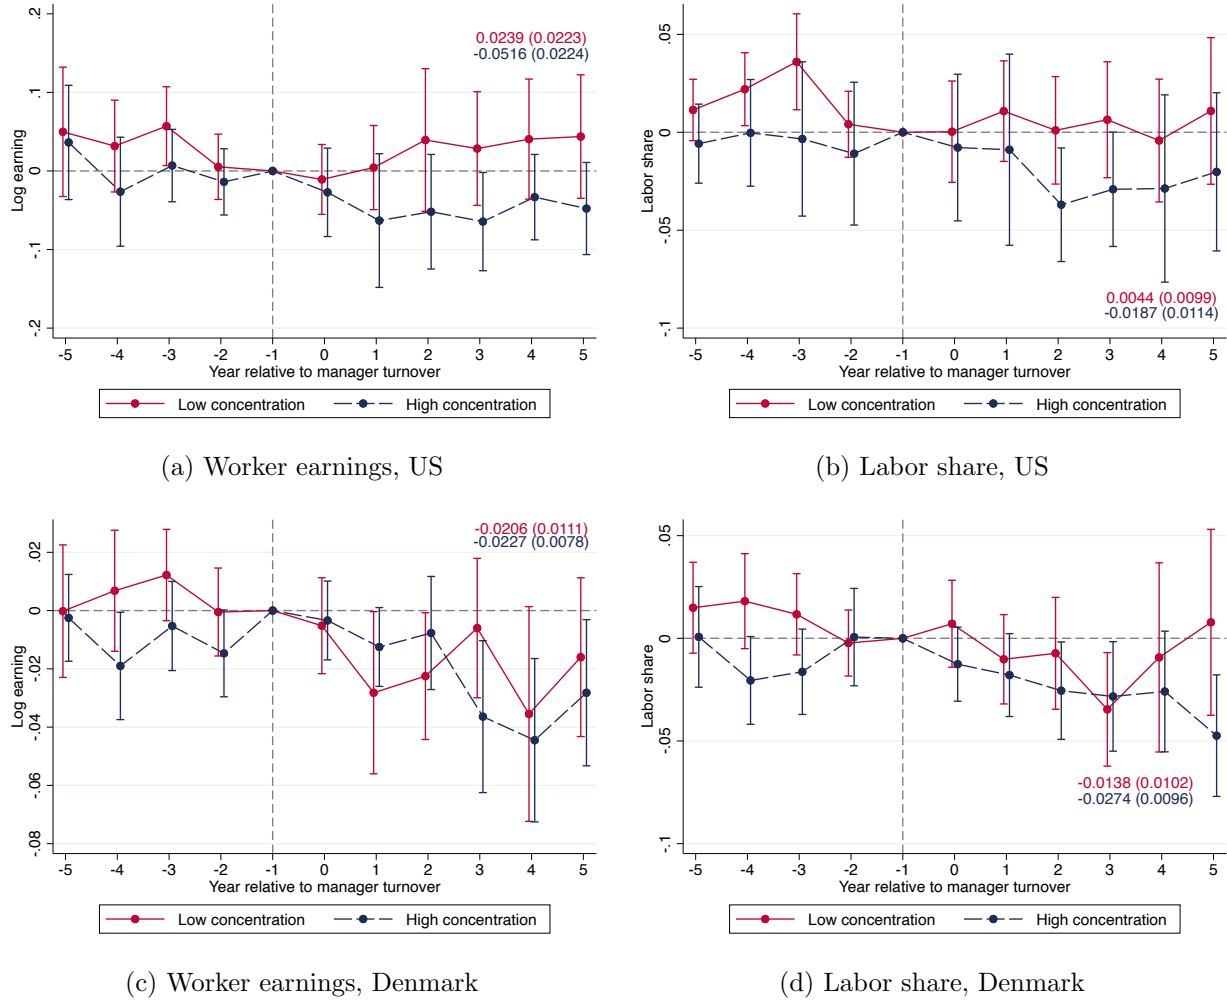 .2
.1
0
-.1
-.2
Log earning
0.0239 (0.0223)
-0.0516 (0.0224)
-5 -4 -3 -2 -1 0 1 2 3 4 5
Year relative to manager turnover
Low concentration High concentration
(a) Worker earnings, US
.05
0
-.05
-.1
Labor share
0.0044 (0.0099)
-0.0187 (0.0114)
-5 -4 -3 -2 -1 0 1 2 3 4 5
Year relative to manager turnover
Low concentration High concentration
(b) Labor share, US
.02
0
-.02
-.04
-.06
-.08
Log earning
-0.0206 (0.0111)
-0.0227 (0.0078)
-5 -4 -3 -2 -1 0 1 2 3 4 5
Year relative to manager turnover
Low concentration High concentration
(c) Worker earnings, Denmark
.05
0
-.05
-.1
Labor share
-0.0138 (0.0102)
-0.0274 (0.0096)
-5 -4 -3 -2 -1 0 1 2 3 4 5
Year relative to manager turnover
Low concentration High concentration
(d) Labor share, Denmark